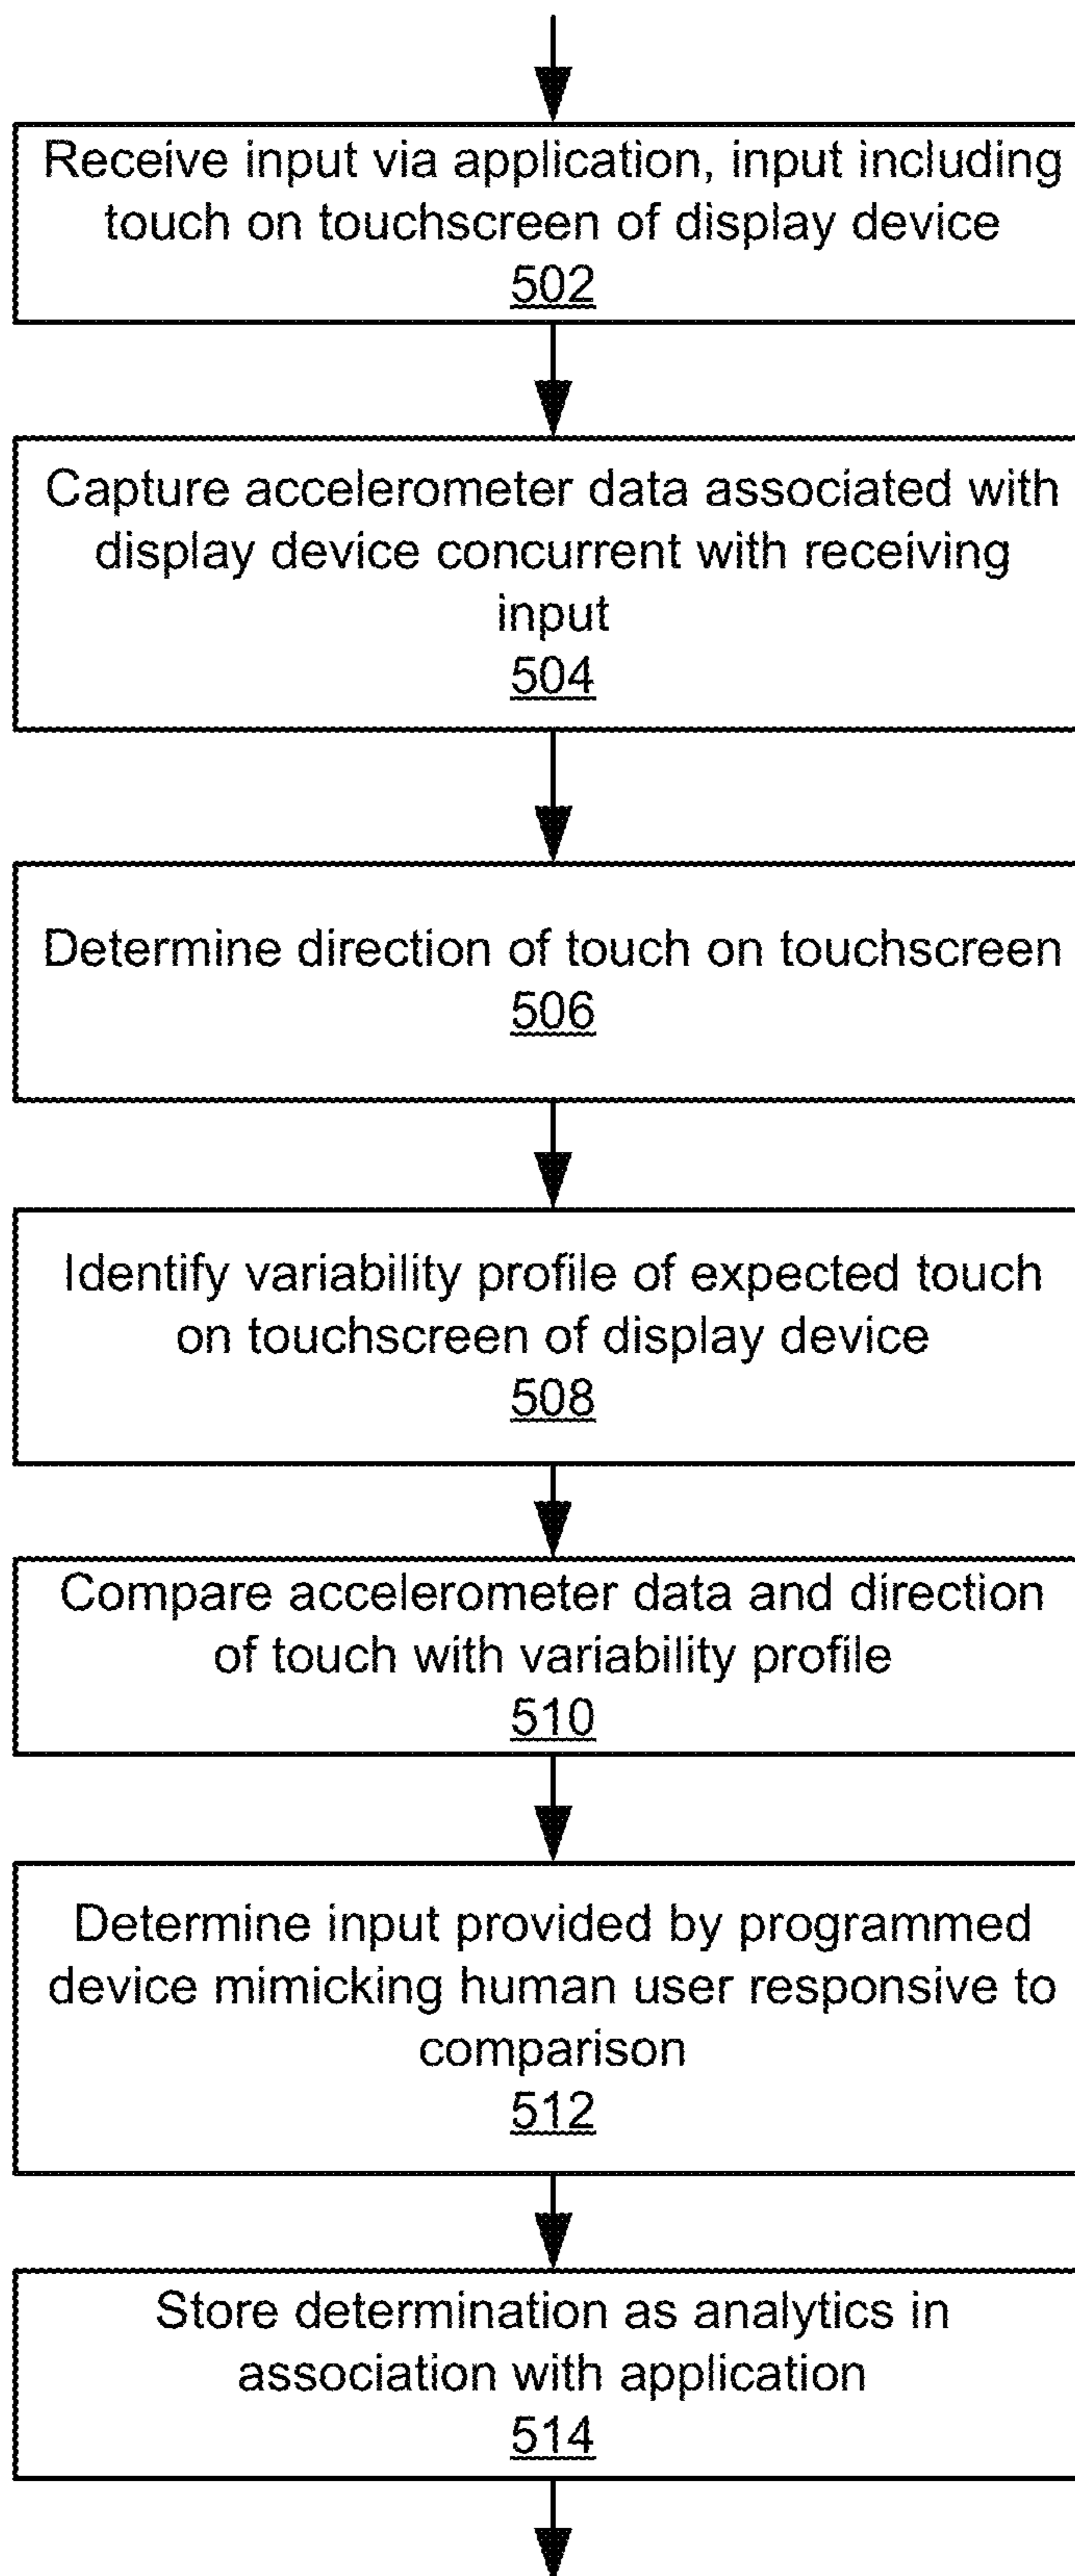 Receive input via application, input including
touch on touchscreen of display device
502
Capture accelerometer data associated with
display device concurrent with receiving
input
504
Determine direction of touch on touchscreen
506
Identify variability profile of expected touch
on touchscreen of display device
508
Compare accelerometer data and direction
of touch with variability profile
510
Determine input provided by programmed
device mimicking human user responsive to
comparison
512
Store determination as analytics in
association with application
514